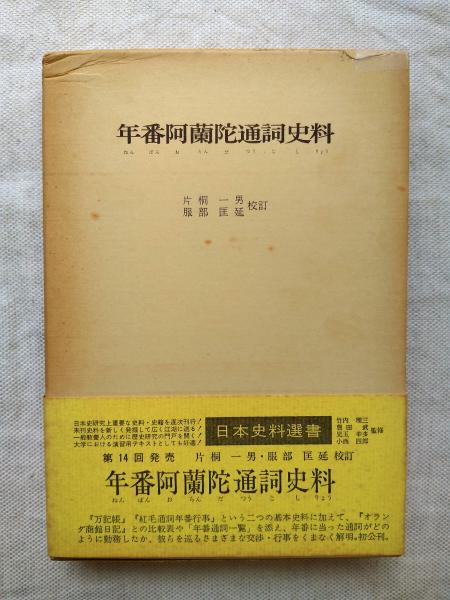 年番阿蘭陀通詞史料
ねん ばん お らん だ つう じ し りょう
片桐一男
服部匡延 校訂
日本史研究上重要な史料・史籍を逐次刊行!
未刊史料を新しく発掘して広く江湖に送る!
一般教養人のために歴史研究の門戸を開く!
大学における演習用テキストとしても好適!
日本史料選書
竹内理三
豊田武
児玉幸多
小西四郎 監修
第14回発売 片桐一男・服部匡延 校訂
年番阿蘭陀通詞史料
ねん ばん お らん だ つう じ し りょう
『万記帳』『紅毛通詞年番行事』という二つの基本史料に加えて、『オラン
ダ商館日記』との比較表や「年番通詞一覧」を添え、年番に当った通詞がどの
ように勤務したか、彼らを巡るさまざまな交渉・行事をくまなく解明。初公刊。